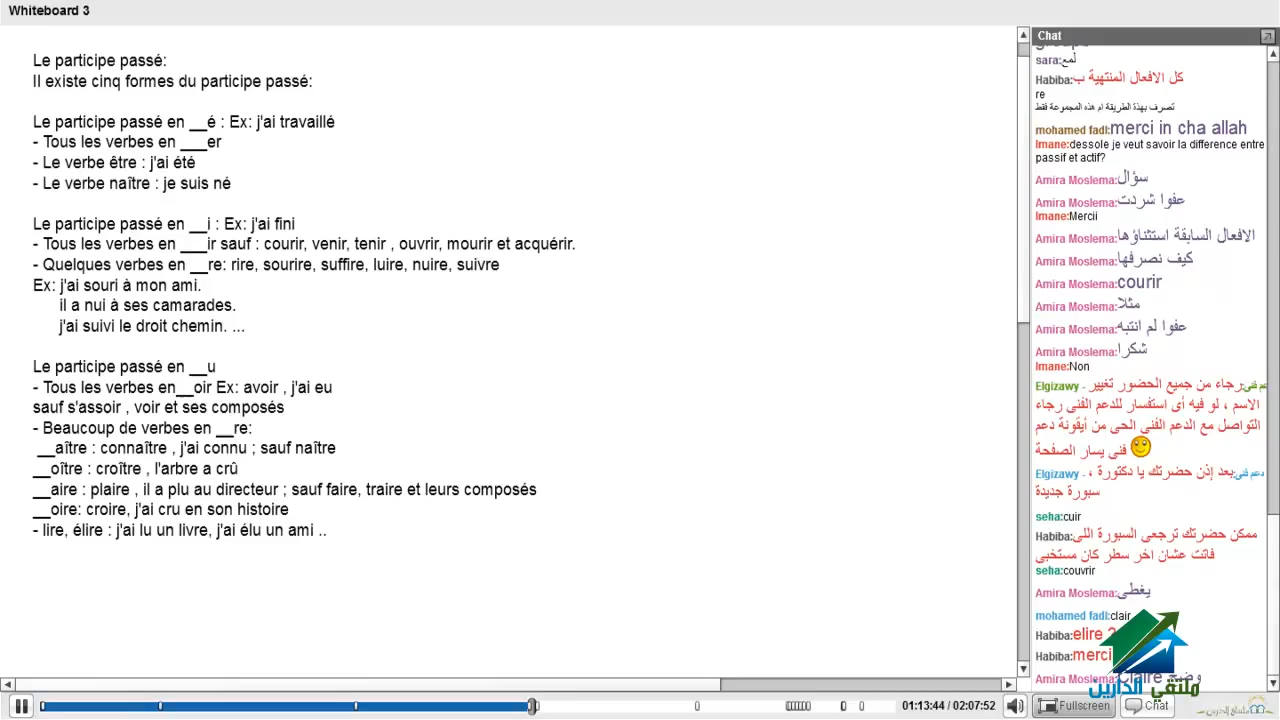 Whiteboard 3
Le participe passé:
Il existe cinq formes du participe passé:
Le participe passé en __é : Ex: j'ai travaillé
- Tous les verbes en ___er
- Le verbe être : j'ai été
- Le verbe naître : je suis né
Le participe passé en __i : Ex: j'ai fini
- Tous les verbes en ___ir sauf : courir, venir, tenir , ouvrir, mourir et acquérir.
- Quelques verbes en __re: rire, sourire, suffire, luire, nuire, suivre
Ex: j'ai souri à mon ami.
il a nui à ses camarades.
j'ai suivi le droit chemin. ...
Le participe passé en __u
- Tous les verbes en__oir Ex: avoir , j'ai eu
sauf s'assoir , voir et ses composés
- Beaucoup de verbes en __re:
__aître : connaître , j'ai connu ; sauf naître
__oître : croître , l'arbre a crû
__aire : plaire , il a plu au directeur ; sauf faire, traire et leurs composés
__oire: croire, j'ai cru en son histoire
- lire, élire : j'ai lu un livre, j'ai élu un ami ..
Chat
sara:لمع
Habiba:كل الافعال المنتهية ب
re
تصرف بهذة الطريقة ام هذه المجموعة فقط
mohamed fadl:merci in cha allah
Imane:dessole je veut savoir la difference entre
passif et actif?
Amira Moslema:سؤال
Amira Moslema:عفوا شردت
Imane:Mercii
Amira Moslema:الافعال السابقة استثناؤها
Amira Moslema:كيف نصرفها
Amira Moslema:courir
Amira Moslema:مثلا
Amira Moslema:عفوا لم انتبه
Amira Moslema:شكرا
Imane:Non
دعم فنى - Elgizawy:رجاء من جميع الحضور تغيير
الاسم ، لو فيه أى استفسار للدعم الفنى رجاء
التواصل مع الدعم الفنى الحى من أيقونة دعم
فنى يسار الصفحة
دعم فنى - Elgizawy:بعد إذن حضرتك يا دكتورة ،
سبورة جديدة
seha:cuir
Habiba:ممكن حضرتك ترجعى السبورة اللى
فاتت عشان اخر سطر كان مستخبى
seha:couvrir
Amira Moslema:يغطى
mohamed fadl:clair
Habiba:elire ?
Habiba:merci
Amira Moslema:Claire وضح
ملتقي الدارين
01:13:44 / 02:07:52
Fullscreen
Chat